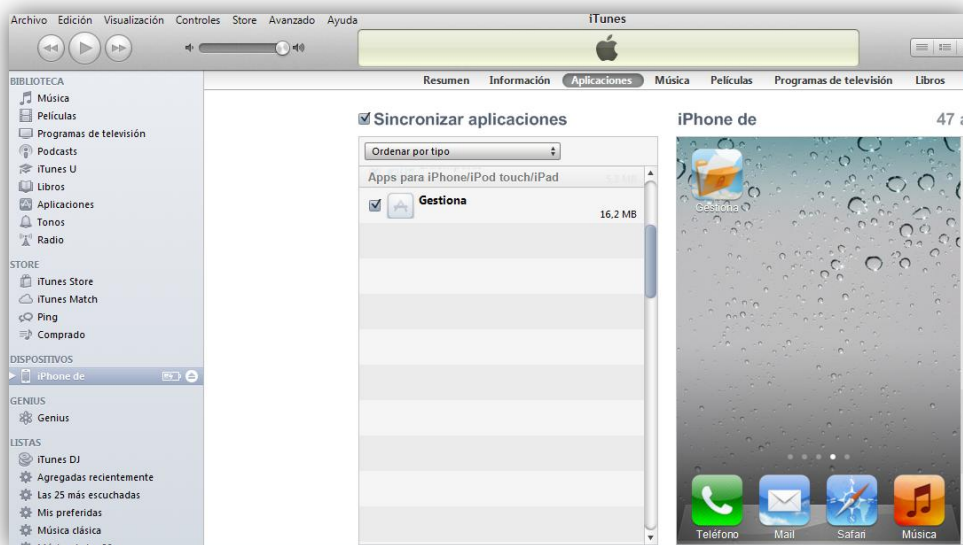 Archivo Edición Visualización Controles Store Avanzado Ayuda
iTunes
BIBLIOTECA
Música
Películas
Programas de televisión
Podcasts
iTunes U
Libros
Aplicaciones
Tonos
Radio
STORE
iTunes Store
iTunes Match
Ping
Comprado
DISPOSITIVOS
iPhone de
GENIUS
Genius
LISTAS
iTunes DJ
Agregadas recientemente
Las 25 más escuchadas
Mis preferidas
Música clásica
Resumen Información Aplicaciones Música Películas Programas de televisión Libros
Sincronizar aplicaciones
Ordenar por tipo
Apps para iPhone/iPod touch/iPad
Gestiona
16,2 MB
iPhone de
47 a
Gestiona
Teléfono Mail Safari Música